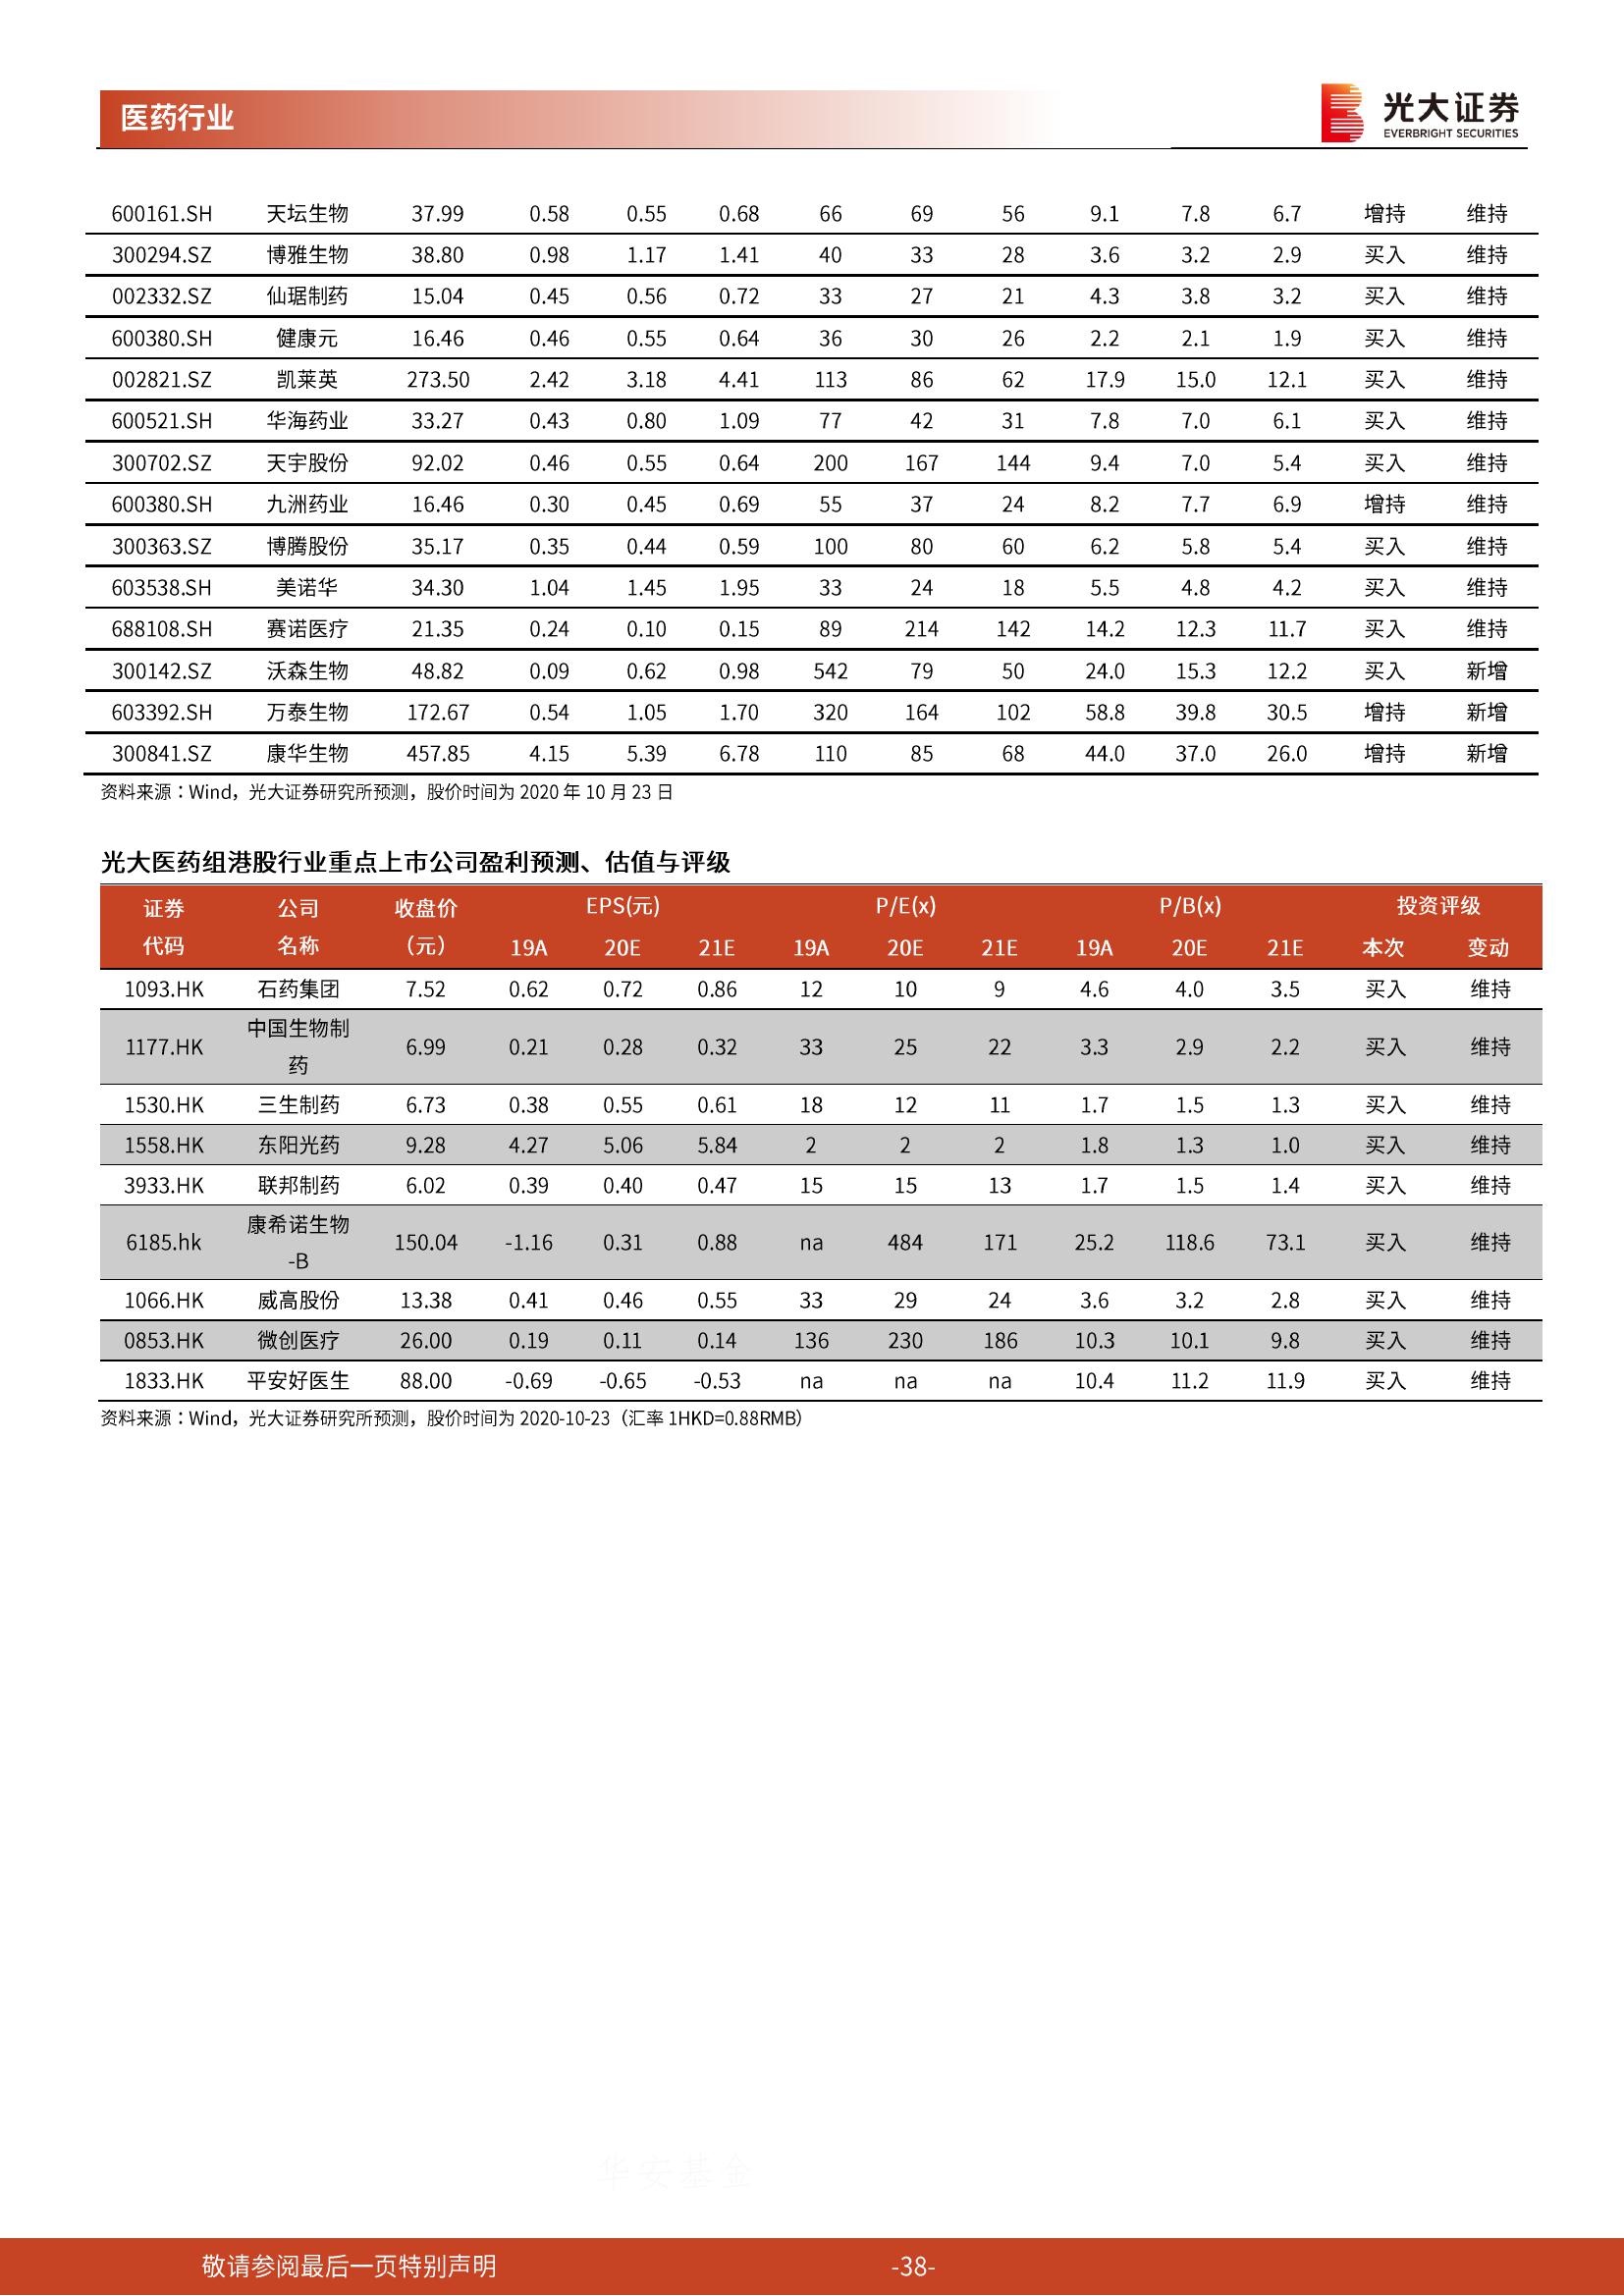 医药行业
光大证券
EVERBRIGHT SECURITIES
600161.SH 天坛生物 37.99 0.58 0.55 0.68 66 69 56 9.1 7.8 6.7 增持 维持
300294.SZ 博雅生物 38.80 0.98 1.17 1.41 40 33 28 3.6 3.2 2.9 买入 维持
002332.SZ 仙琚制药 15.04 0.45 0.56 0.72 33 27 21 4.3 3.8 3.2 买入 维持
600380.SH 健康元 16.46 0.46 0.55 0.64 36 30 26 2.2 2.1 1.9 买入 维持
002821.SZ 凯莱英 273.50 2.42 3.18 4.41 113 86 62 17.9 15.0 12.1 买入 维持
600521.SH 华海药业 33.27 0.43 0.80 1.09 77 42 31 7.8 7.0 6.1 买入 维持
300702.SZ 天宇股份 92.02 0.46 0.55 0.64 200 167 144 9.4 7.0 5.4 买入 维持
600380.SH 九洲药业 16.46 0.30 0.45 0.69 55 37 24 8.2 7.7 6.9 增持 维持
300363.SZ 博腾股份 35.17 0.35 0.44 0.59 100 80 60 6.2 5.8 5.4 买入 维持
603538.SH 美诺华 34.30 1.04 1.45 1.95 33 24 18 5.5 4.8 4.2 买入 维持
688108.SH 赛诺医疗 21.35 0.24 0.10 0.15 89 214 142 14.2 12.3 11.7 买入 维持
300142.SZ 沃森生物 48.82 0.09 0.62 0.98 542 79 50 24.0 15.3 12.2 买入 新增
603392.SH 万泰生物 172.67 0.54 1.05 1.70 320 164 102 58.8 39.8 30.5 增持 新增
300841.SZ 康华生物 457.85 4.15 5.39 6.78 110 85 68 44.0 37.0 26.0 增持 新增
资料来源：Wind，光大证券研究所预测，股价时间为 2020 年 10 月 23 日
光大医药组港股行业重点上市公司盈利预测、估值与评级
证券 公司 收盘价 EPS(元) P/E(x) P/B(x) 投资评级
代码 名称 （元） 19A 20E 21E 19A 20E 21E 19A 20E 21E 本次 变动
1093.HK 石药集团 7.52 0.62 0.72 0.86 12 10 9 4.6 4.0 3.5 买入 维持
中国生物制
1177.HK 药 6.99 0.21 0.28 0.32 33 25 22 3.3 2.9 2.2 买入 维持
1530.HK 三生制药 6.73 0.38 0.55 0.61 18 12 11 1.7 1.5 1.3 买入 维持
1558.HK 东阳光药 9.28 4.27 5.06 5.84 2 2 2 1.8 1.3 1.0 买入 维持
3933.HK 联邦制药 6.02 0.39 0.40 0.47 15 15 13 1.7 1.5 1.4 买入 维持
康希诺生物
6185.hk -B 150.04 -1.16 0.31 0.88 na 484 171 25.2 118.6 73.1 买入 维持
1066.HK 威高股份 13.38 0.41 0.46 0.55 33 29 24 3.6 3.2 2.8 买入 维持
0853.HK 微创医疗 26.00 0.19 0.11 0.14 136 230 186 10.3 10.1 9.8 买入 维持
1833.HK 平安好医生 88.00 -0.69 -0.65 -0.53 na na na 10.4 11.2 11.9 买入 维持
资料来源：Wind，光大证券研究所预测，股价时间为 2020-10-23（汇率 1HKD=0.88RMB）
华安基金
敬请参阅最后一页特别声明 -38-